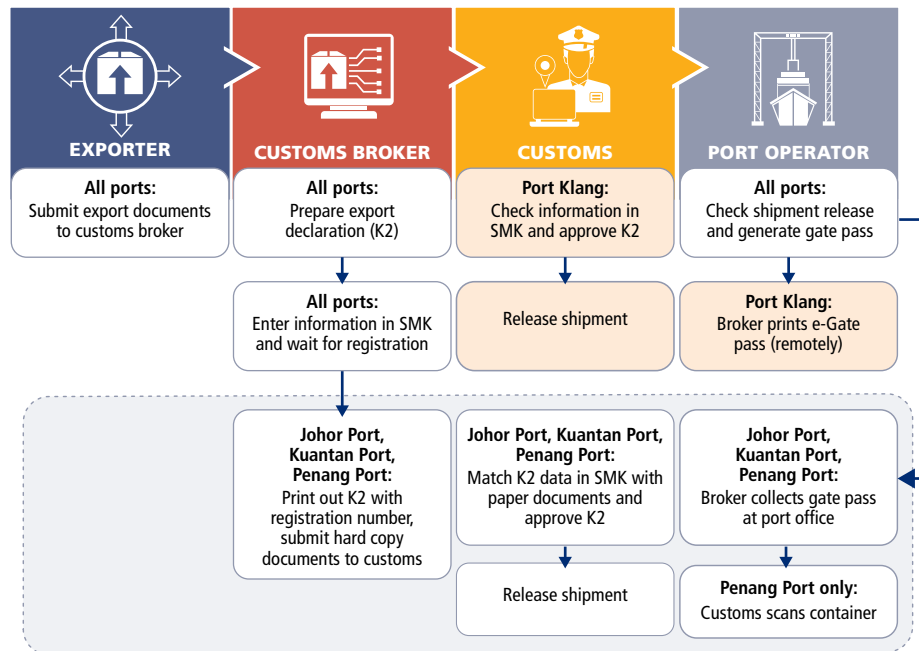 EXPORTER
CUSTOMS BROKER
CUSTOMS
PORT OPERATOR
All ports:
Submit export documents
to customs broker
All ports:
Prepare export
declaration (K2)
Port Klang:
Check information in
SMK and approve K2
All ports:
Check shipment release
and generate gate pass
All ports:
Enter information in SMK
and wait for registration
Release shipment
Port Klang:
Broker prints e-Gate
pass (remotely)
Johor Port,
Kuantan Port,
Penang Port:
Print out K2 with
registration number,
submit hard copy
documents to customs
Johor Port, Kuantan Port,
Penang Port:
Match K2 data in SMK with
paper documents and
approve K2
Johor Port,
Kuantan Port,
Penang Port:
Broker collects gate pass
at port office
Release shipment
Penang Port only:
Customs scans container